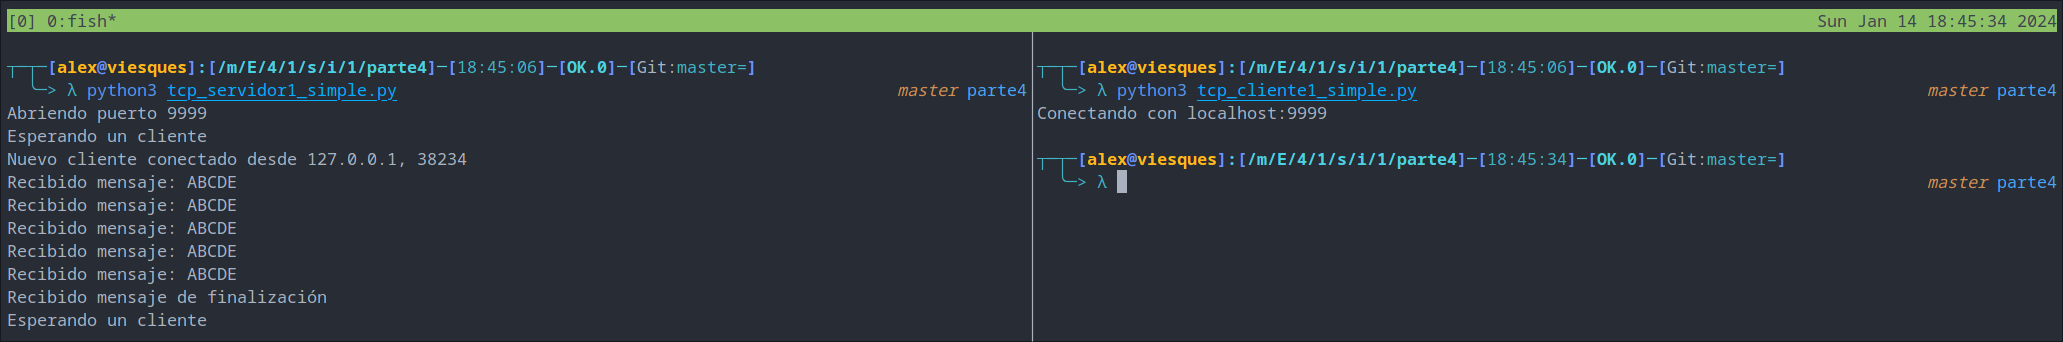 [0] 0:fish* Sun Jan 14 18:45:34 2024
[alex@viesques]:[/m/E/4/1/s/i/1/parte4]─[18:45:06]─[OK.0]─[Git:master=]
> λ python3 tcp_servidor1_simple.py master parte4
Abriendo puerto 9999
Esperando un cliente
Nuevo cliente conectado desde 127.0.0.1, 38234
Recibido mensaje: ABCDE
Recibido mensaje: ABCDE
Recibido mensaje: ABCDE
Recibido mensaje: ABCDE
Recibido mensaje: ABCDE
Recibido mensaje de finalización
Esperando un cliente
[alex@viesques]:[/m/E/4/1/s/i/1/parte4]─[18:45:06]─[OK.0]─[Git:master=]
> λ python3 tcp_cliente1_simple.py master parte4
Conectando con localhost:9999
[alex@viesques]:[/m/E/4/1/s/i/1/parte4]─[18:45:34]─[OK.0]─[Git:master=]
> λ master parte4